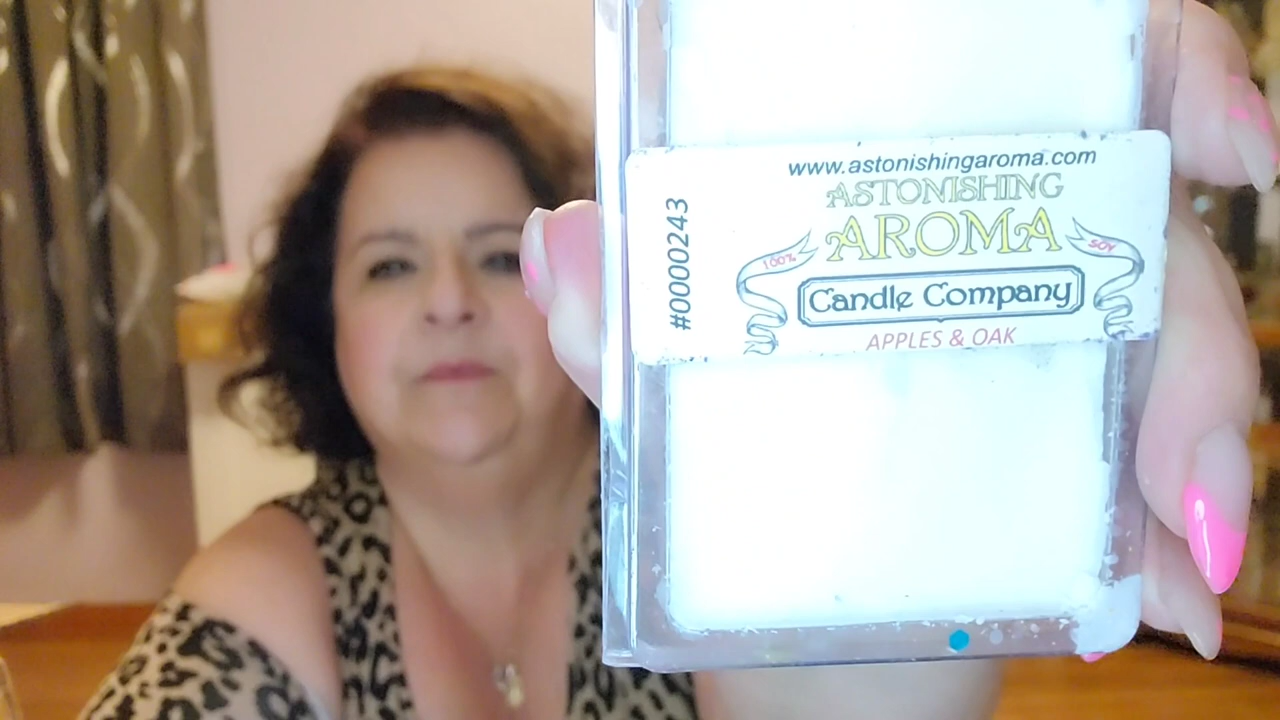 www.astonishingaroma.com
ASTONISHING
AROMA
100%
SOY
Candle Company
APPLES & OAK
#0000243